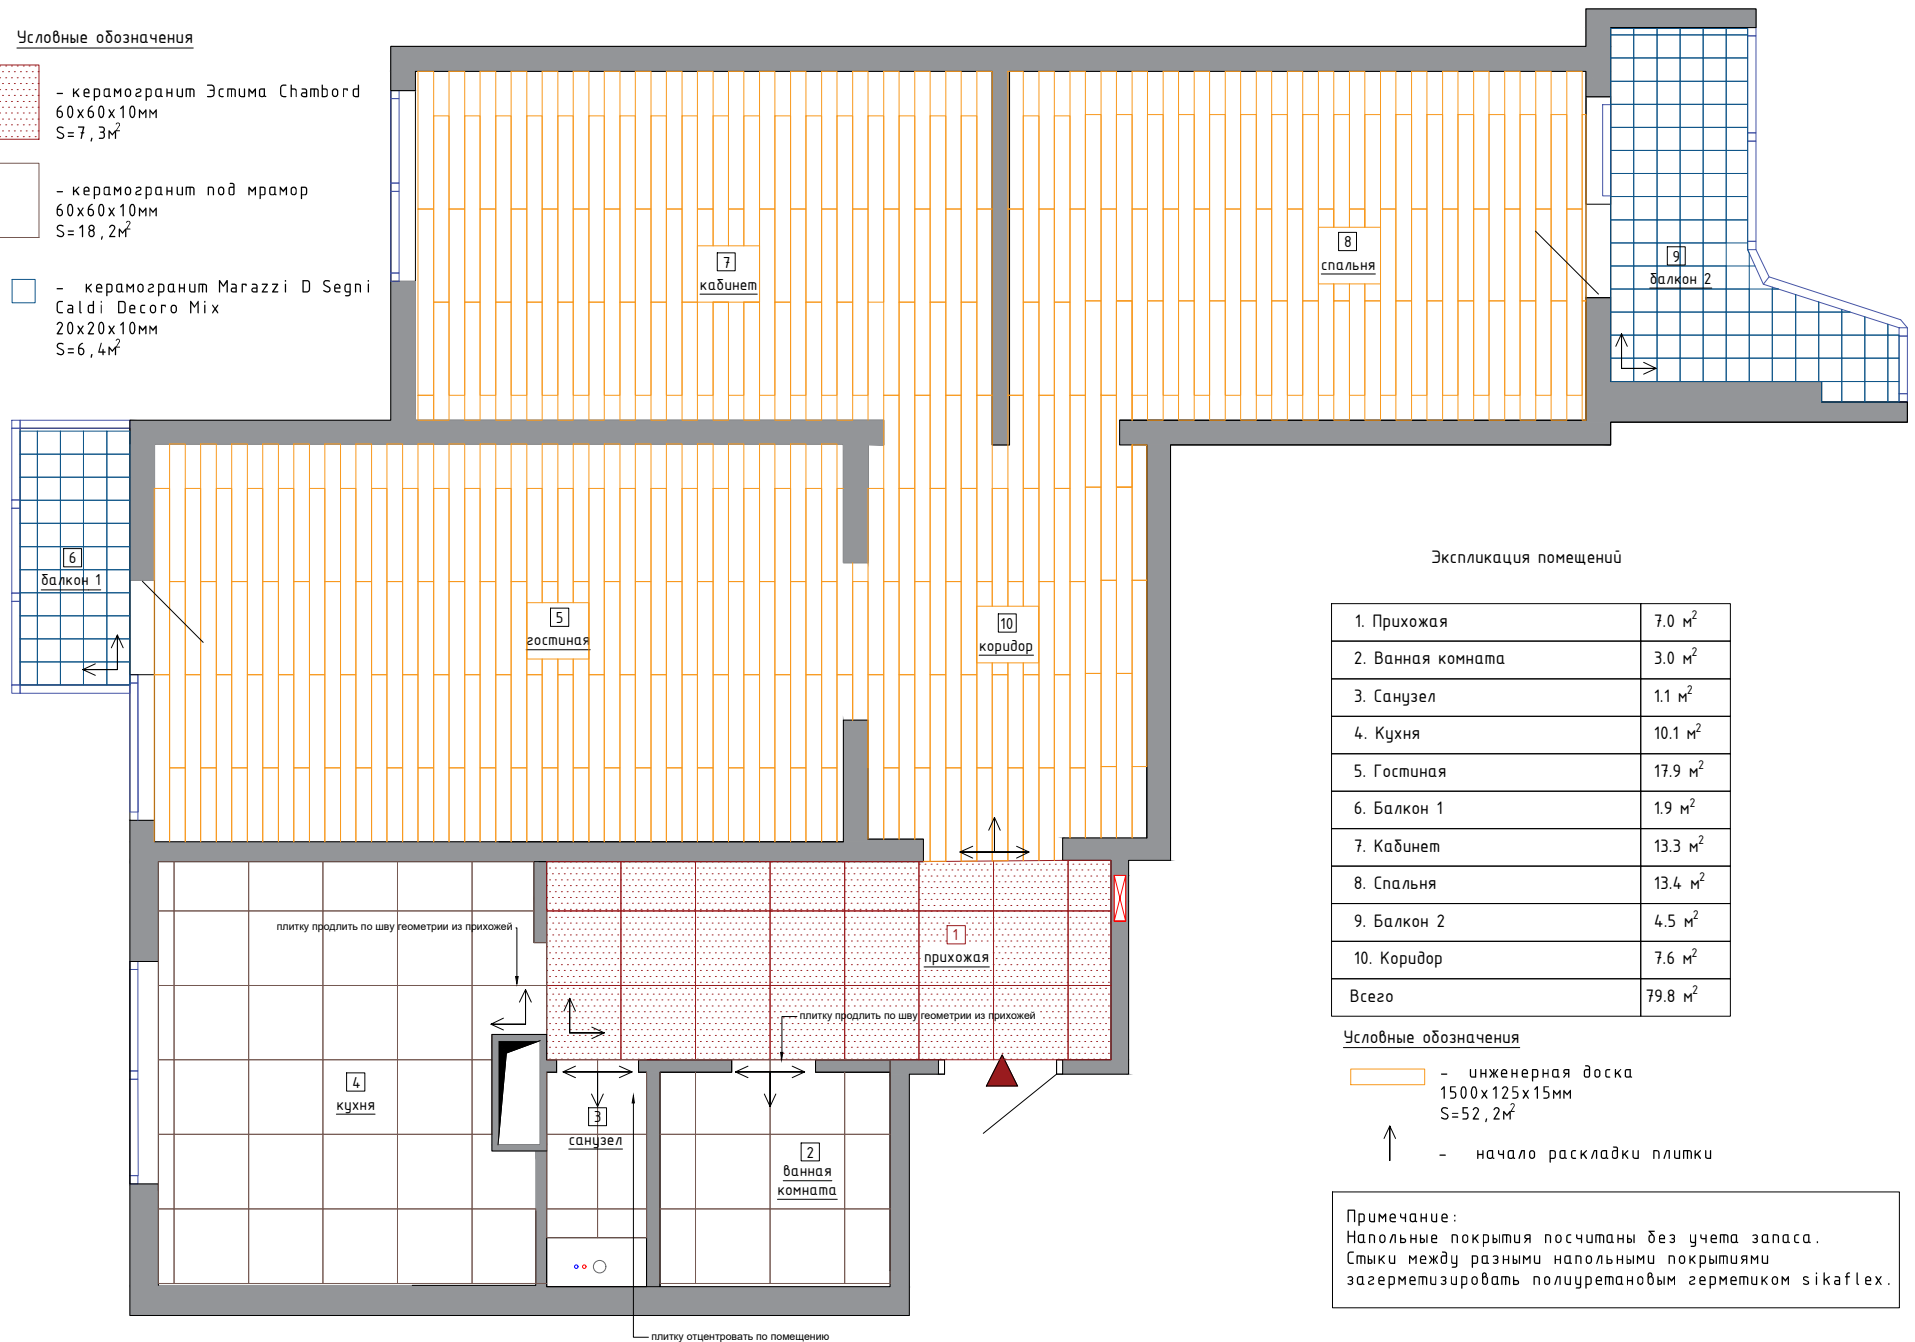 Условные обозначения
- керамогранит Эстима Chambord
60х60х10мм
S=7,3м²
- керамогранит под мрамор
60х60х10мм
S=18,2м²
- керамогранит Marazzi D Segni
Caldi Decoro Mix
20х20х10мм
S=6,4м²
7
кабинет
8
спальня
9
балкон 2
6
балкон 1
5
гостиная
10
коридор
плитку продлить по шву геометрии из прихожей
1
прихожая
плитку продлить по шву геометрии из прихожей
4
кухня
3
санузел
2
ванная
комната
плитку отцентровать по помещению
Экспликация помещений
1. Прихожая 7.0 м²
2. Ванная комната 3.0 м²
3. Санузел 1.1 м²
4. Кухня 10.1 м²
5. Гостиная 17.9 м²
6. Балкон 1 1.9 м²
7. Кабинет 13.3 м²
8. Спальня 13.4 м²
9. Балкон 2 4.5 м²
10. Коридор 7.6 м²
Всего 79.8 м²
Условные обозначения
- инженерная доска
1500х125х15мм
S=52,2м²
- начало раскладки плитки
Примечание:
Напольные покрытия посчитаны без учета запаса.
Стыки между разными напольными покрытиями
загерметизировать полиуретановым герметиком sikaflex.